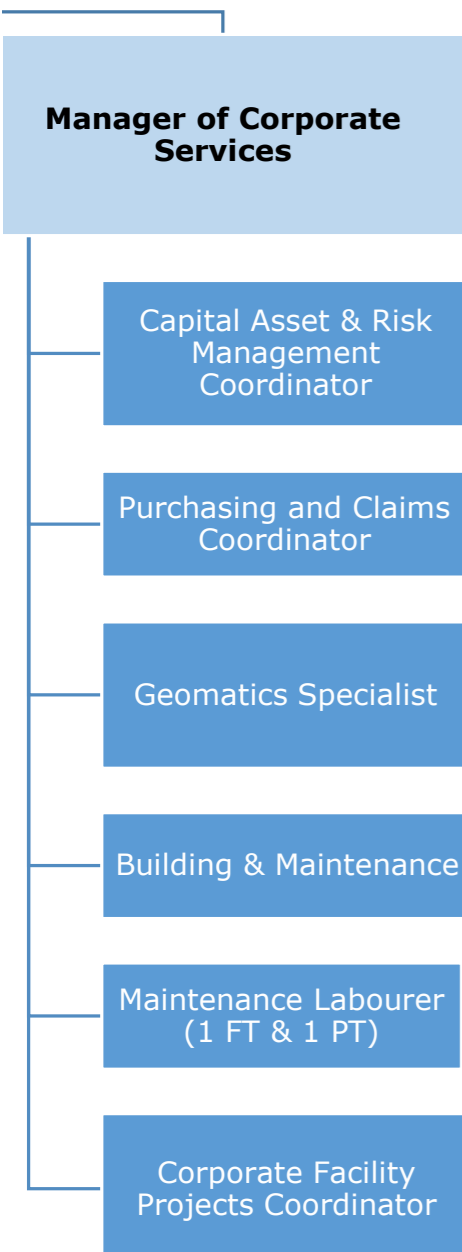 Manager of Corporate
Services
Capital Asset & Risk
Management
Coordinator
Purchasing and Claims
Coordinator
Geomatics Specialist
Building & Maintenance
Maintenance Labourer
(1 FT & 1 PT)
Corporate Facility
Projects Coordinator